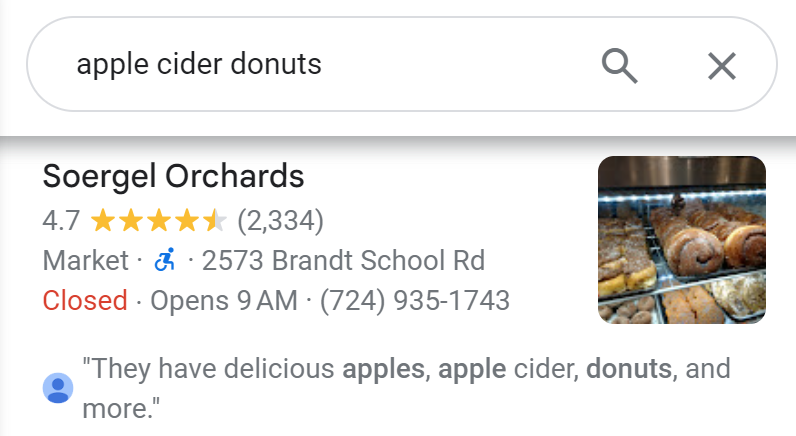 apple cider donuts
Soergel Orchards
4.7 (2,334)
Market · · 2573 Brandt School Rd
Closed · Opens 9 AM · (724) 935-1743
"They have delicious apples, apple cider, donuts, and
more."